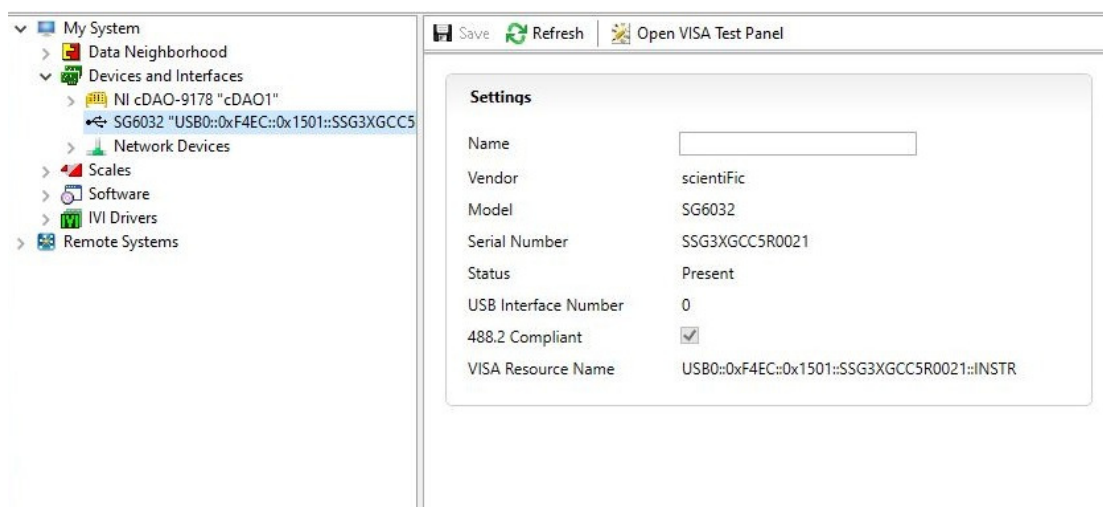 My System
Data Neighborhood
Devices and Interfaces
NI cDAQ-9178 "cDAQ1"
SG6032 "USB0::0xF4EC::0x1501::SSG3XGCC5
Network Devices
Scales
Software
IVI Drivers
Remote Systems
Save Refresh Open VISA Test Panel
Settings
Name
Vendor scientiFic
Model SG6032
Serial Number SSG3XGCC5R0021
Status Present
USB Interface Number 0
488.2 Compliant
VISA Resource Name USB0::0xF4EC::0x1501::SSG3XGCC5R0021::INSTR